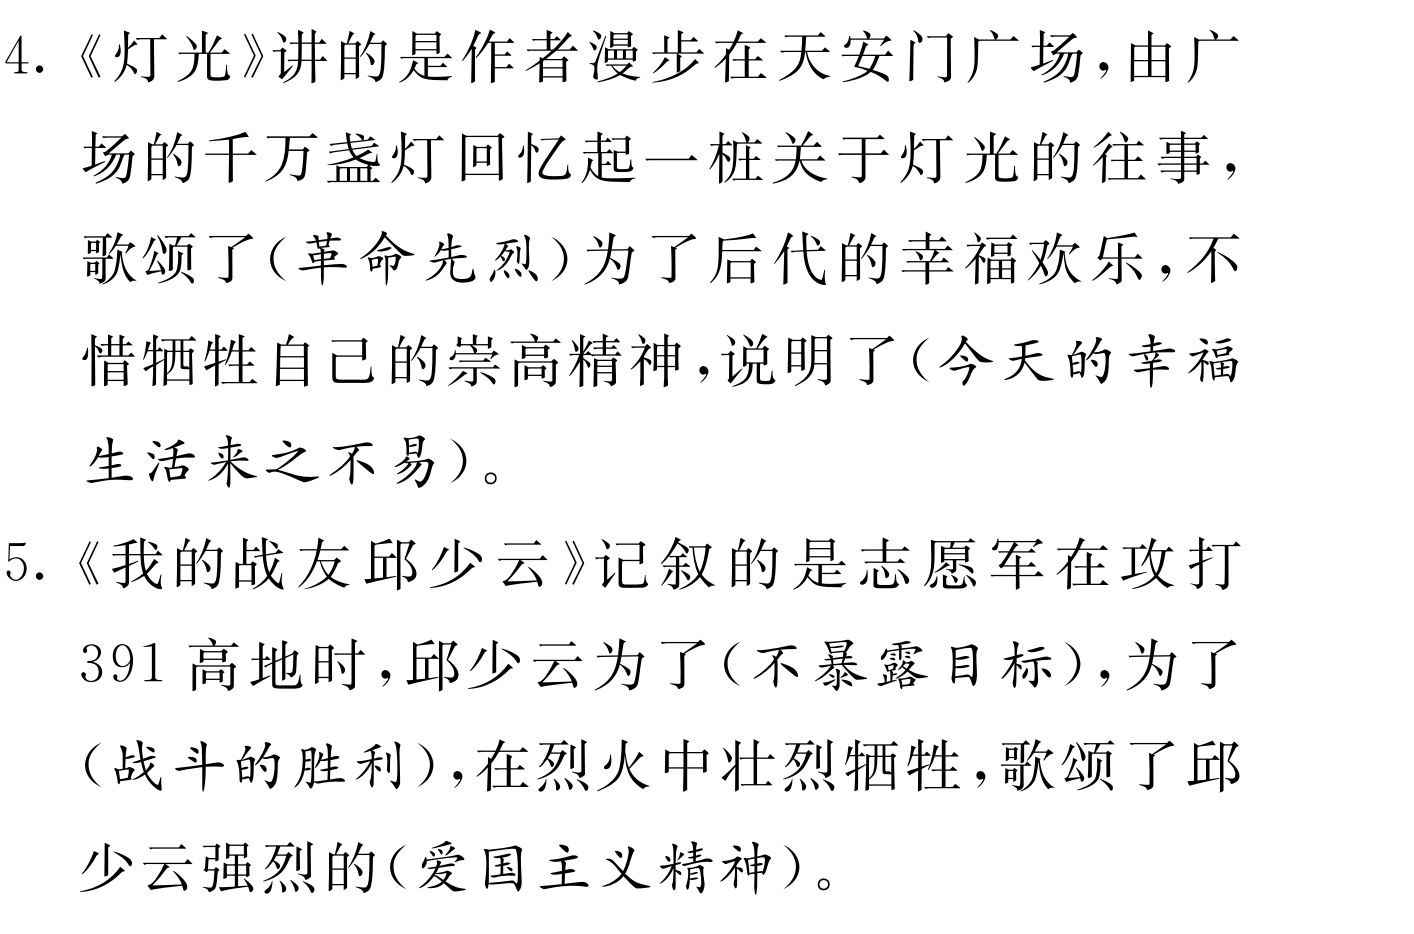 4.《灯光》讲的是作者漫步在天安门广场,由广
场的千万盏灯回忆起一桩关于灯光的往事,
歌颂了(革命先烈)为了后代的幸福欢乐,不
惜牺牲自己的崇高精神,说明了(今天的幸福
生活来之不易)。
5.《我的战友邱少云》记叙的是志愿军在攻打
391高地时,邱少云为了(不暴露目标),为了
(战斗的胜利),在烈火中壮烈牺牲,歌颂了邱
少云强烈的(爱国主义精神)。